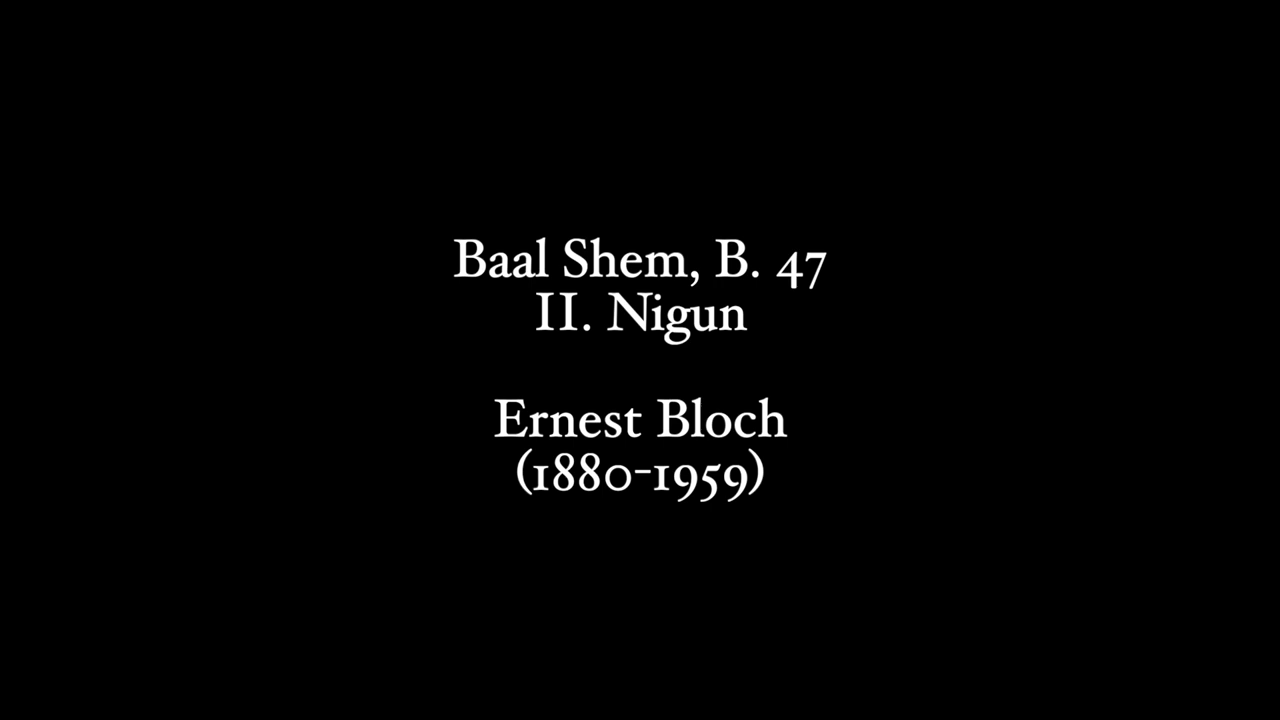 Baal Shem, B. 47
II. Nigun
Ernest Bloch
(1880-1959)